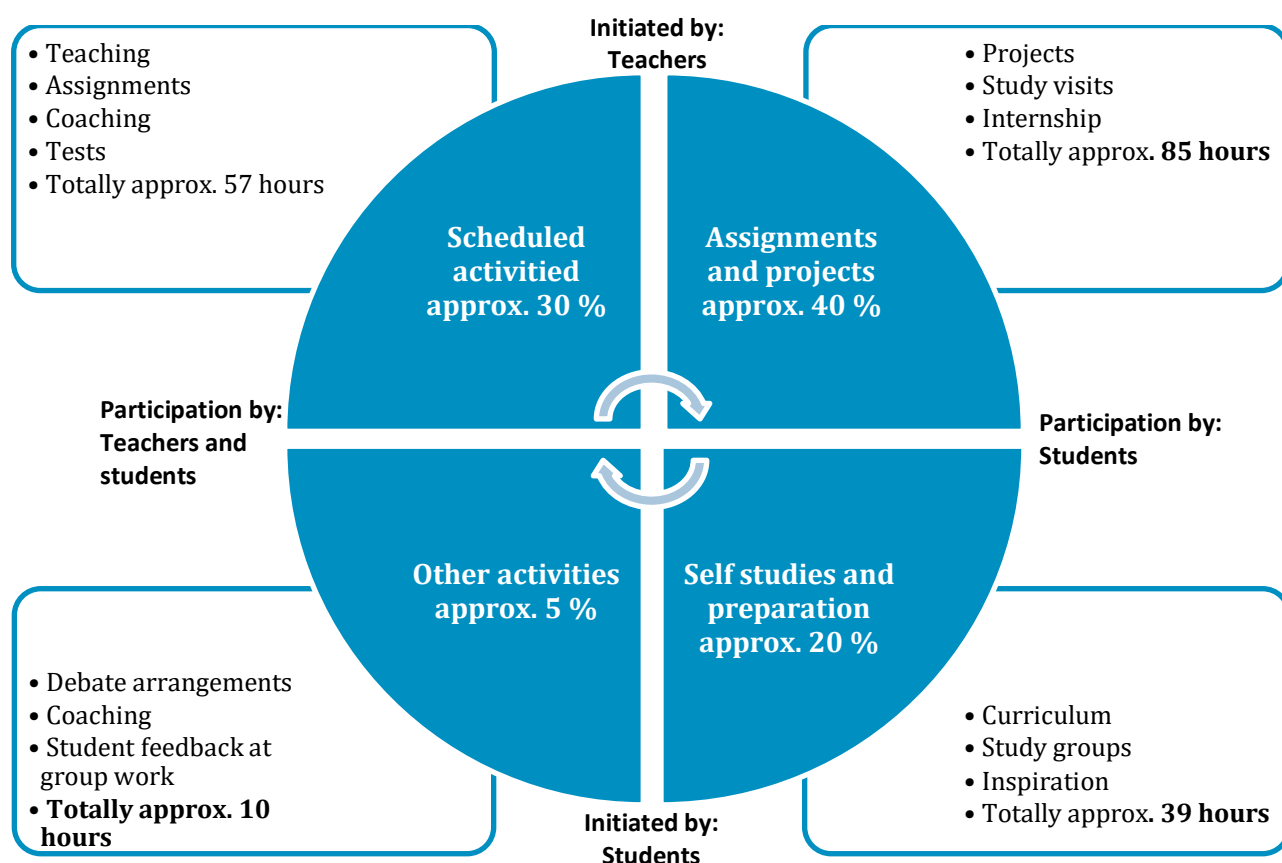 Initiated by:
Teachers
• Teaching
• Assignments
• Coaching
• Tests
• Totally approx. 57 hours
• Projects
• Study visits
• Internship
• Totally approx. 85 hours
Scheduled
activitied
approx. 30 %
Assignments
and projects
approx. 40 %
Participation by:
Teachers and
students
Participation by:
Students
Other activities
approx. 5 %
Self studies and
preparation
approx. 20 %
• Debate arrangements
• Coaching
• Student feedback at
group work
• Totally approx. 10
hours
• Curriculum
• Study groups
• Inspiration
• Totally approx. 39 hours
Initiated by:
Students